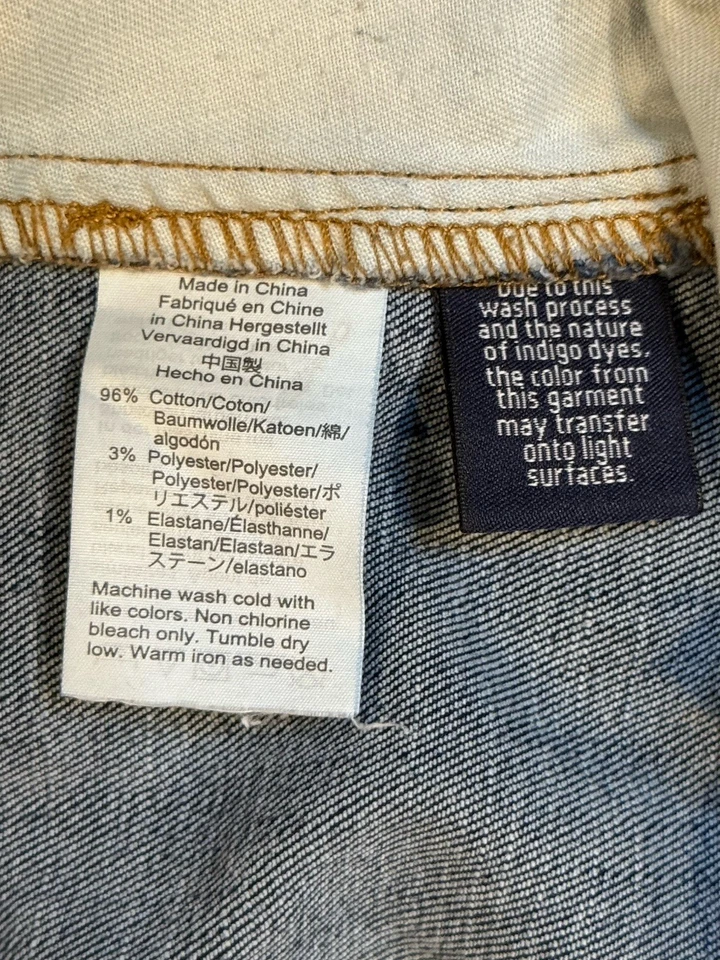 Made in China
Fabriqué en Chine
in China Hergestellt
Vervaardigd in China
中国製
Hecho en China
96% Cotton/Coton/
Baumwolle/Katoen/綿/
algodón
3% Polyester/Polyester/
Polyester/Polyester/ポ
リエステル/poliéster
1% Elastane/Élasthanne/
Elastan/Elastaan/エラ
ステーン/elastano
Machine wash cold with
like colors. Non chlorine
bleach only. Tumble dry
low. Warm iron as needed.
Due to this
wash process
and the nature
of indigo dyes,
the color from
this garment
may transfer
onto light
surfaces.